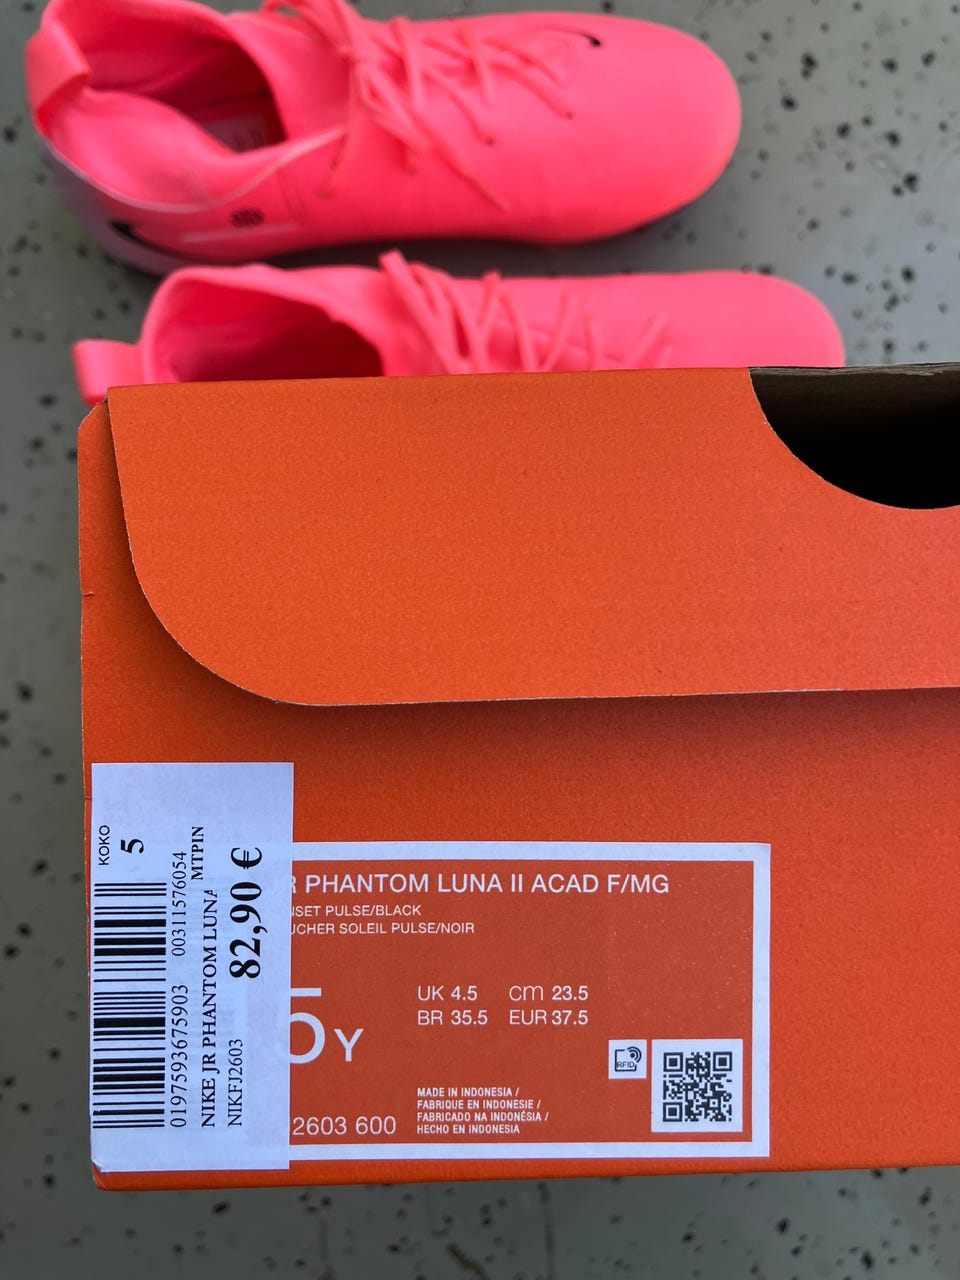 KOKO
5
0197593675903 00311576054
NIKE JR PHANTOM LUNA MTPIN
NIKFJ2603
82,90 €
R PHANTOM LUNA II ACAD F/MG
NSET PULSE/BLACK
UCHER SOLEIL PULSE/NOIR
5Y
UK 4.5 cm 23.5
BR 35.5 EUR 37.5
RFID
MADE IN INDONESIA /
FABRIQUE EN INDONESIE /
FABRICADO NA INDONÉSIA /
HECHO EN INDONESIA
2603 600